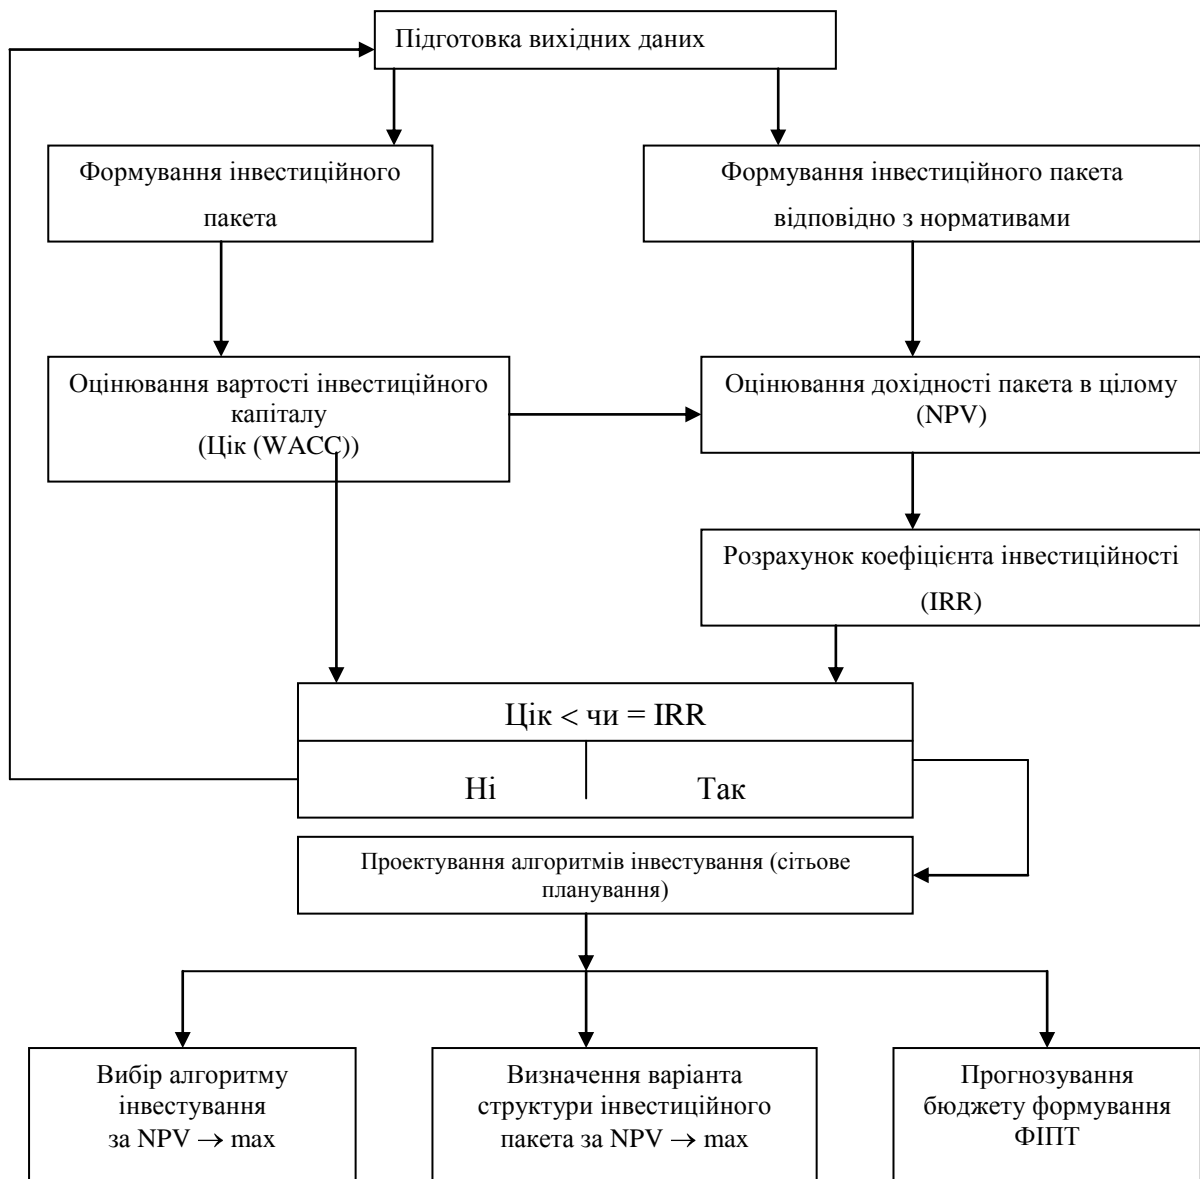 Підготовка вихідних даних
Формування інвестиційного
пакета
Формування інвестиційного пакета
відповідно з нормативами
Оцінювання вартості інвестиційного
капіталу
(Цік (WACC))
Оцінювання дохідності пакета в цілому
(NPV)
Розрахунок коефіцієнта інвестиційності
(IRR)
Цік < чи = IRR
Ні
Так
Проектування алгоритмів інвестування (сітьове
планування)
Вибір алгоритму
інвестування
за NPV → max
Визначення варіанта
структури інвестиційного
пакета за NPV → max
Прогнозування
бюджету формування
ФІПТ